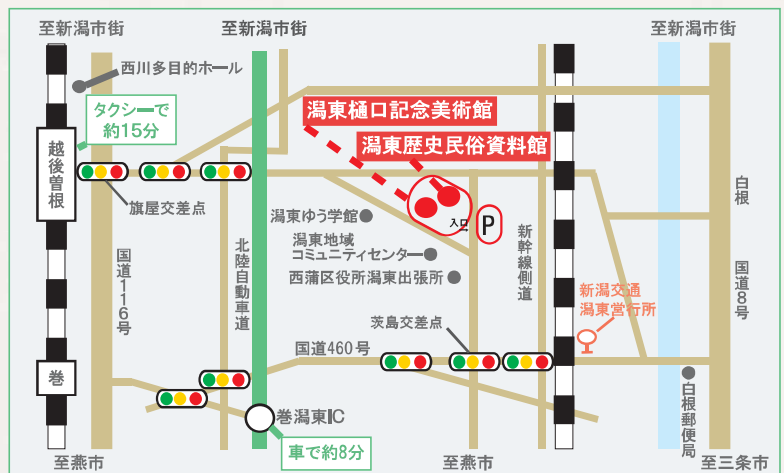 至新潟市街
至新潟市街
至新潟市街
西川多目的ホール
タクシーで
約15分
潟東樋口記念美術館
潟東歴史民俗資料館
越後曽根
旗屋交差点
潟東ゆう学館
入口
P
白根
潟東地域
コミュニティセンター
西蒲区役所潟東出張所
新幹線側道
国道116号
北陸自動車道
国道8号
新潟交通
潟東営行所
茨島交差点
国道460号
巻
白根郵便局
巻潟東IC
車で約8分
至燕市
至燕市
至三条市